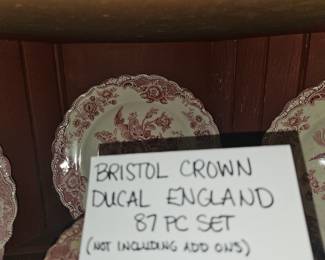 BRISTOL CROWN
DUCAL ENGLAND
87 PC SET
(NOT INCLUDING ADD ONS)